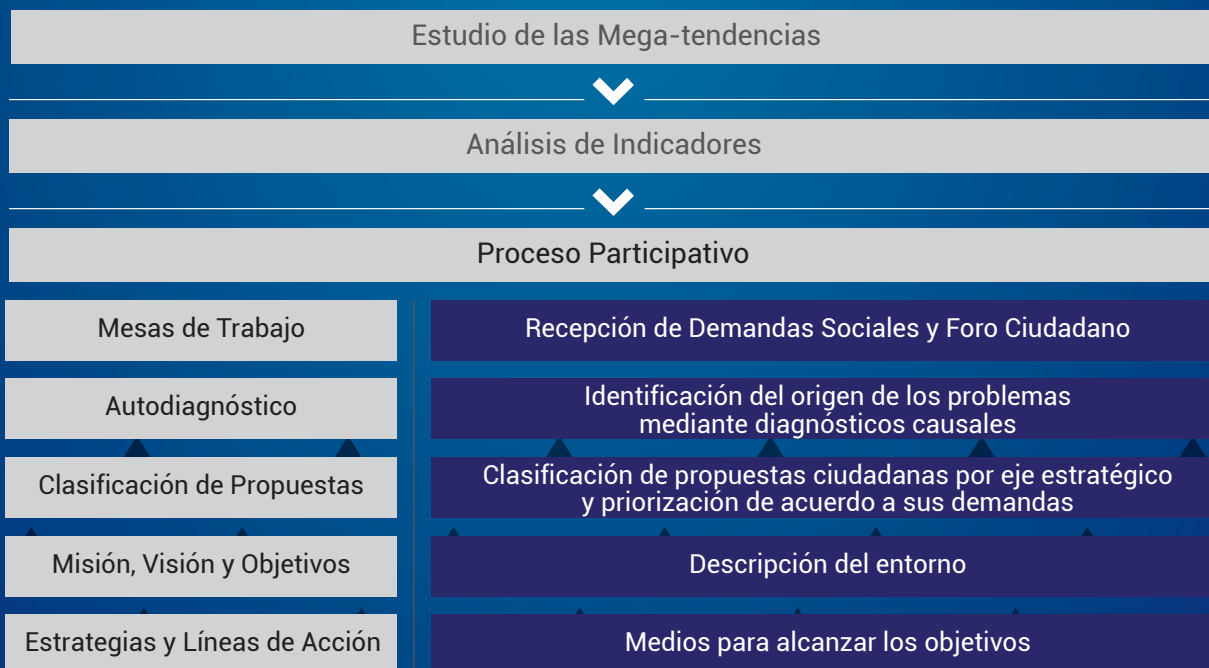 Estudio de las Mega-tendencias
Análisis de Indicadores
Proceso Participativo
Mesas de Trabajo
Recepción de Demandas Sociales y Foro Ciudadano
Autodiagnóstico
Identificación del origen de los problemas
mediante diagnósticos causales
Clasificación de Propuestas
Clasificación de propuestas ciudadanas por eje estratégico
y priorización de acuerdo a sus demandas
Misión, Visión y Objetivos
Descripción del entorno
Estrategias y Líneas de Acción
Medios para alcanzar los objetivos